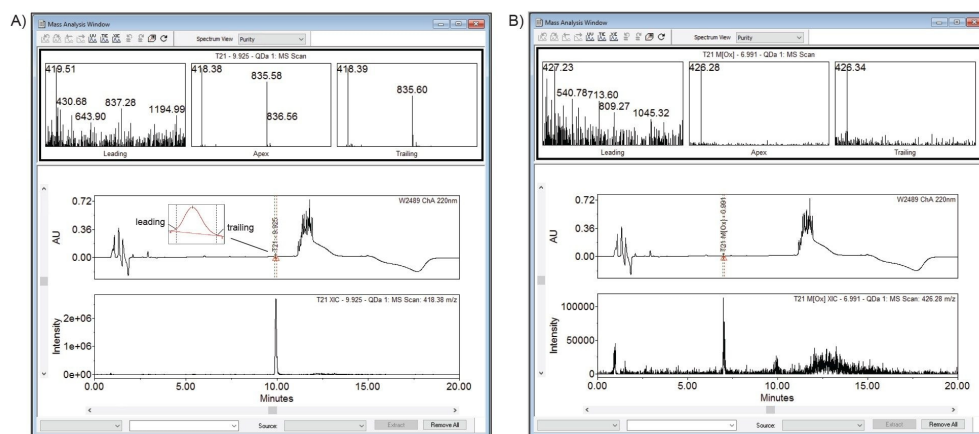 A)
Mass Analysis Window
Spectrum View Purity
T21 - 9.925 - QDa 1: MS Scan
419.51
430.68
643.90
837.28
1194.99
Leading
418.38
835.58
836.56
Apex
418.39
835.60
Trailing
W2489 ChA 220nm
AU
0.72
0.36
0.00
leading
trailing
T21 - 9.925
T21 XIC - 9.925 - QDa 1: MS Scan: 418.38 m/z
Intensity
2e+06
1e+06
0e+00
0.00 5.00 10.00 15.00 20.00
Minutes
Source: Extract Remove All
B)
Mass Analysis Window
Spectrum View Purity
T21 M[Ox] - 6.991 - QDa 1: MS Scan
427.23
540.78
713.60
809.27
1045.32
Leading
426.28
Apex
426.34
Trailing
W2489 ChA 220nm
AU
0.72
0.36
0.00
T21 M[Ox] - 6.991
T21 M[Ox] XIC - 6.991 - QDa 1: MS Scan: 426.28 m/z
Intensity
100000
50000
0
0.00 5.00 10.00 15.00 20.00
Minutes
Source: Extract Remove All